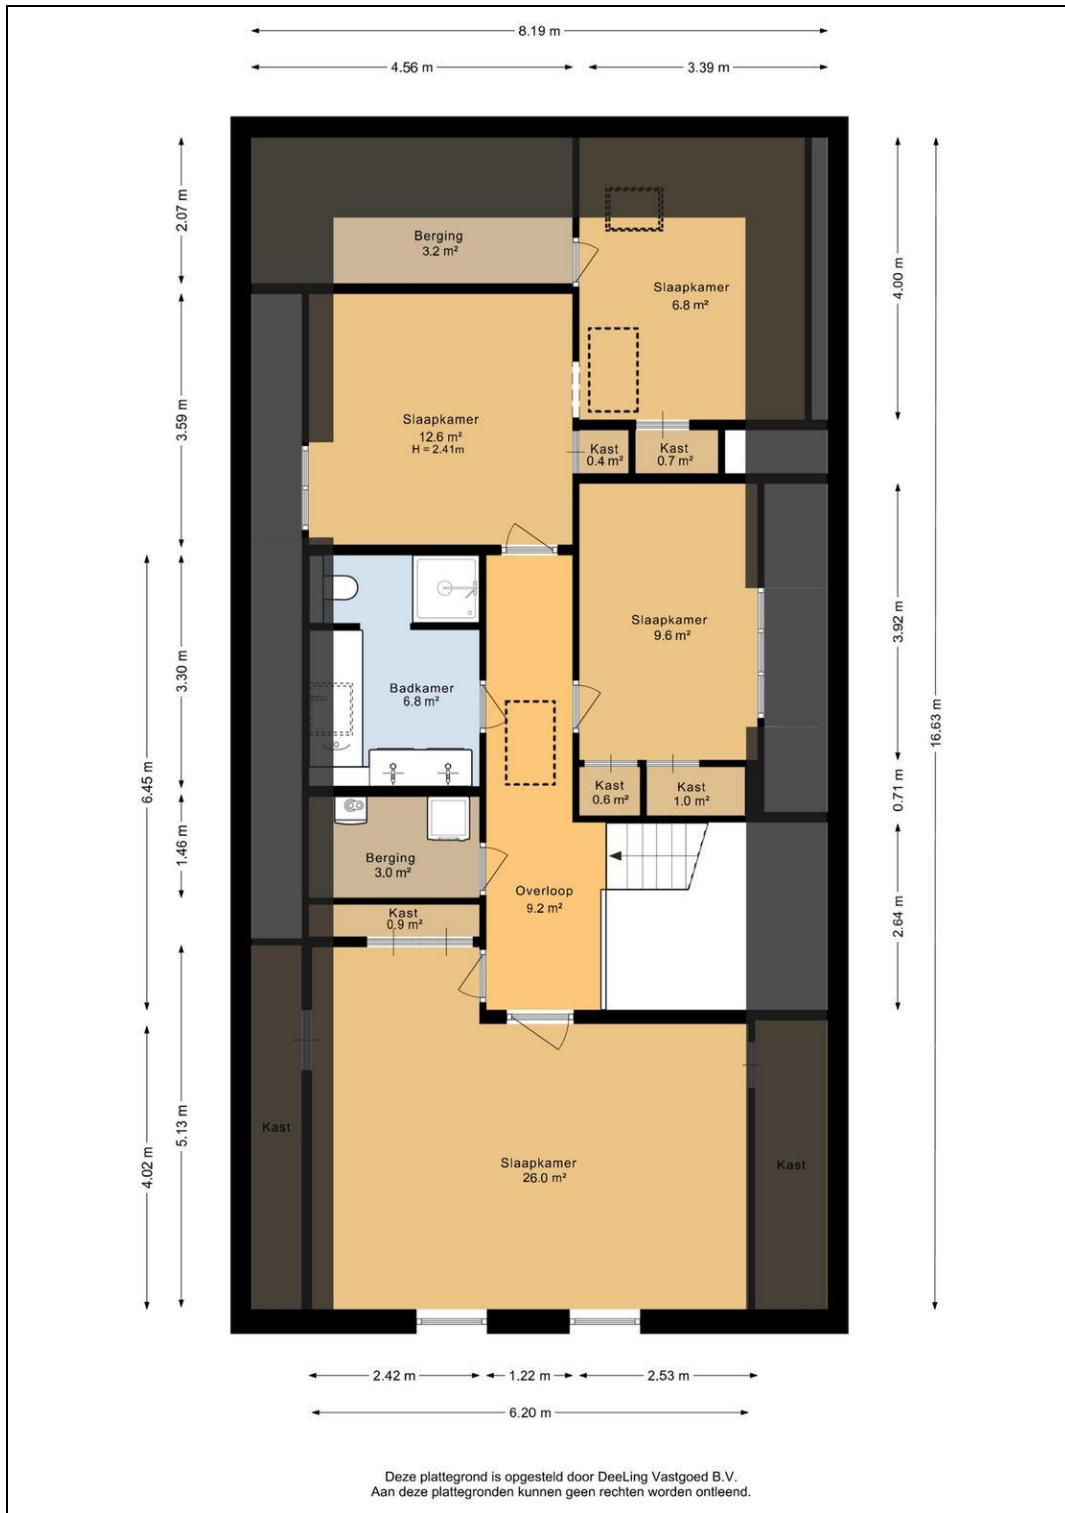 8.19 m
4.56 m
3.39 m
2.07 m
4.00 m
Berging
3.2 m²
Slaapkamer
6.8 m²
3.59 m
Slaapkamer
12.6 m²
H = 2.41m
Kast
0.4 m²
Kast
0.7 m²
Slaapkamer
9.6 m²
3.92 m
16.63 m
3.30 m
Badkamer
6.8 m²
6.45 m
Kast
0.6 m²
Kast
1.0 m²
0.71 m
1.46 m
Berging
3.0 m²
Overloop
9.2 m²
2.64 m
Kast
0.9 m²
5.13 m
4.02 m
Kast
Slaapkamer
26.0 m²
Kast
2.42 m
1.22 m
2.53 m
6.20 m
Deze plattegrond is opgesteld door DeeLing Vastgoed B.V.
Aan deze plattegronden kunnen geen rechten worden ontleend.